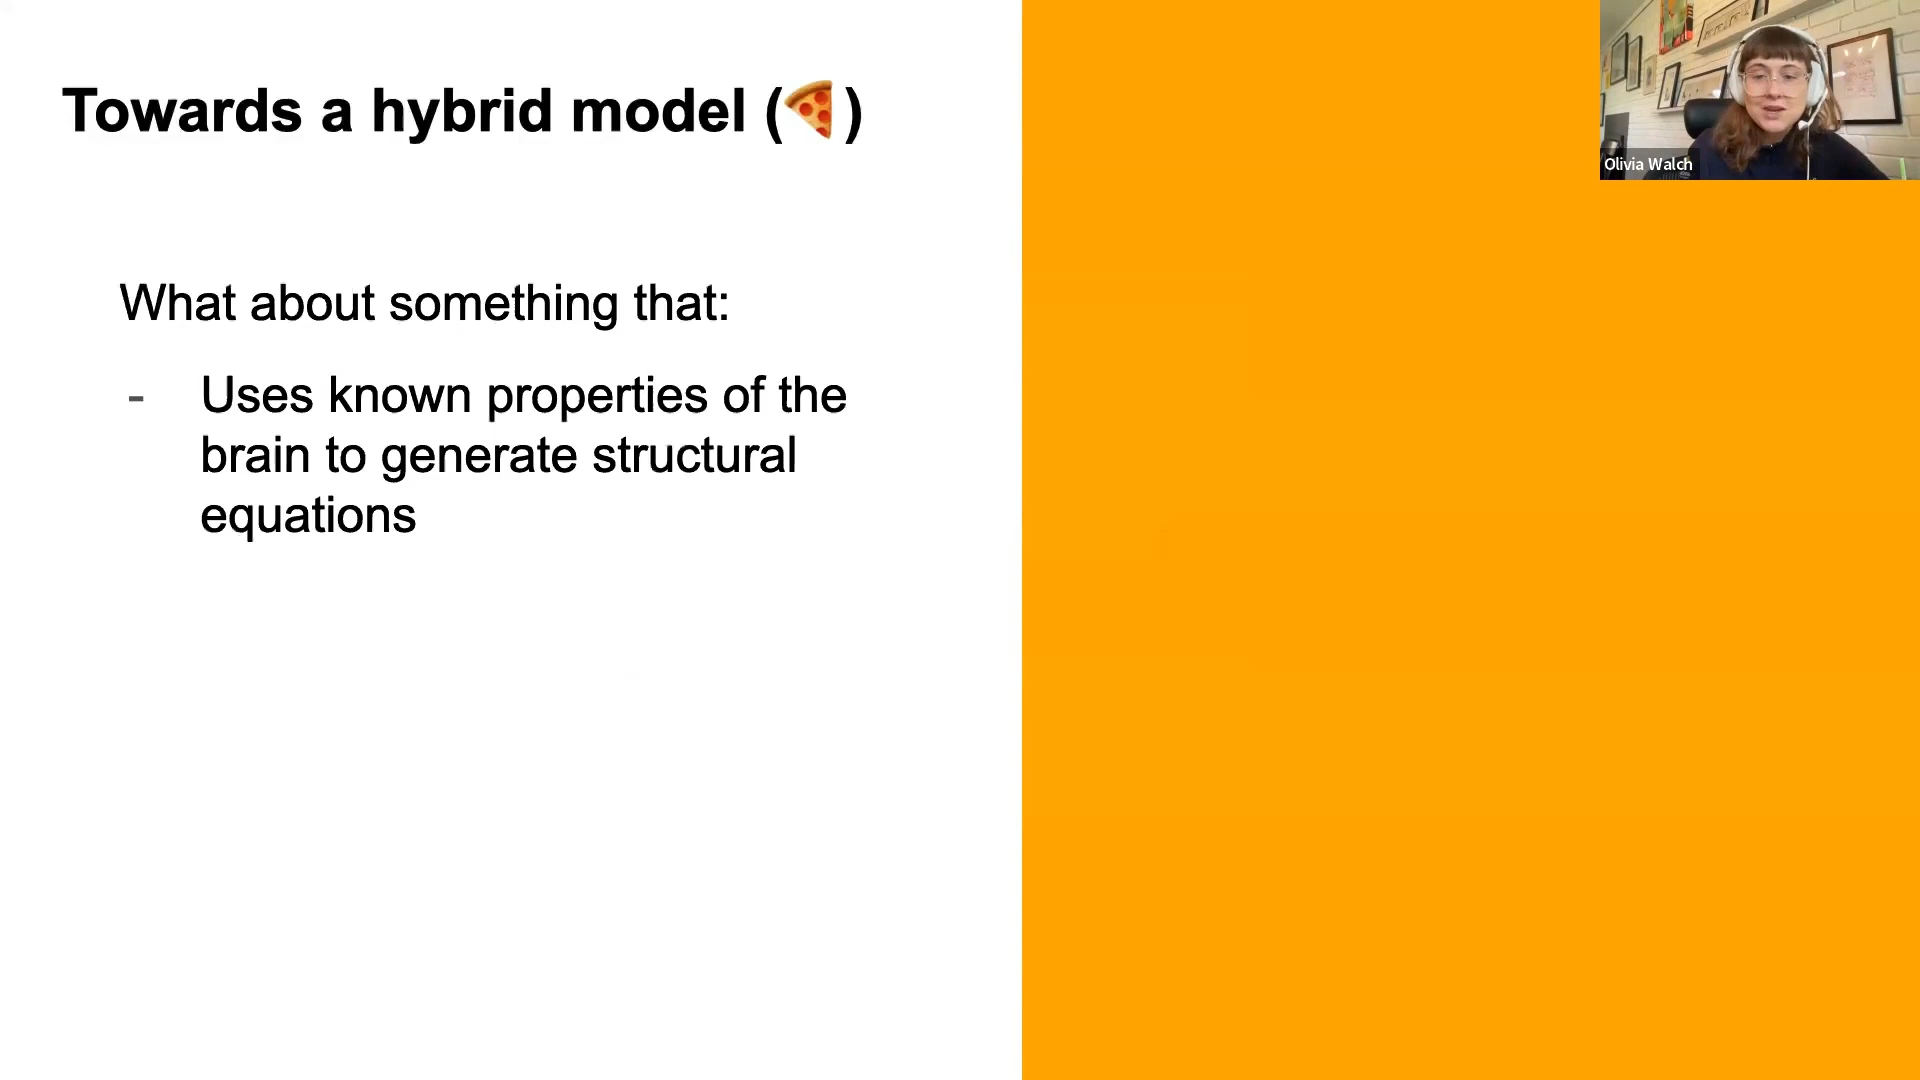 Towards a hybrid model (🍕)
What about something that:
- Uses known properties of the
brain to generate structural
equations
Olivia Walch